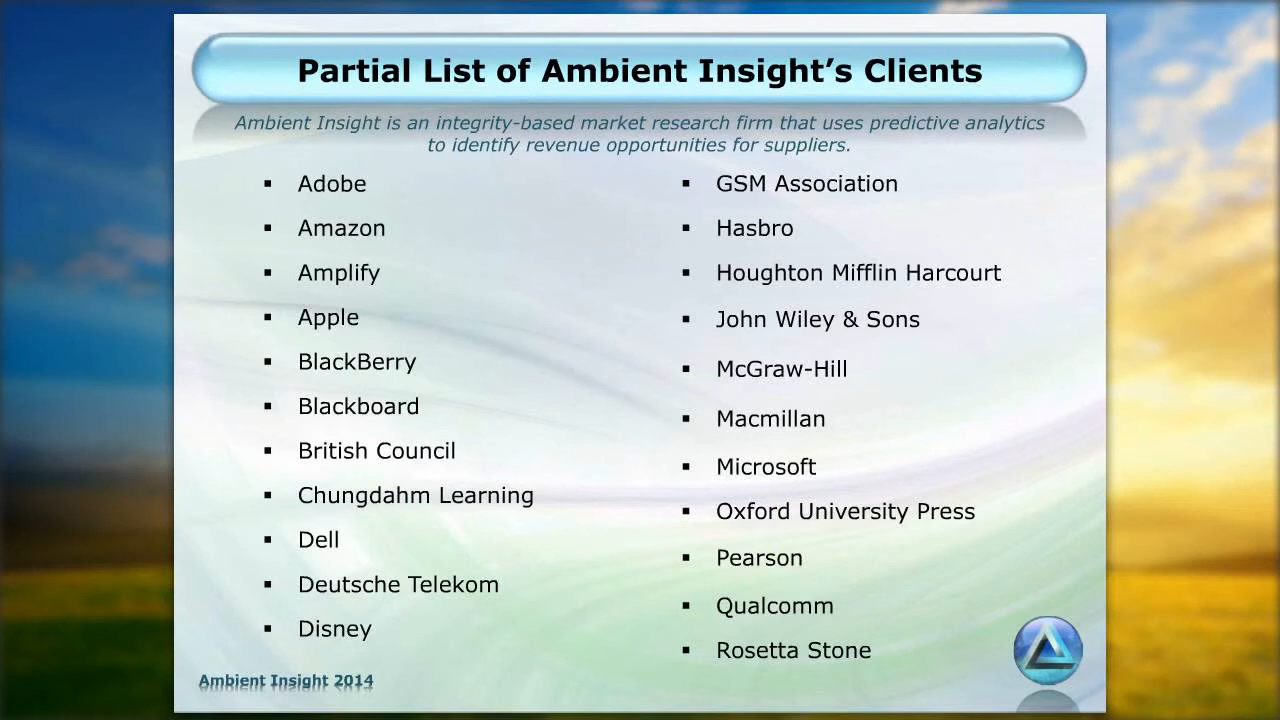 Partial List of Ambient Insight’s Clients
Ambient Insight is an integrity-based market research firm that uses predictive analytics
to identify revenue opportunities for suppliers.
▪ Adobe
▪ Amazon
▪ Amplify
▪ Apple
▪ BlackBerry
▪ Blackboard
▪ British Council
▪ Chungdahm Learning
▪ Dell
▪ Deutsche Telekom
▪ Disney
▪ GSM Association
▪ Hasbro
▪ Houghton Mifflin Harcourt
▪ John Wiley & Sons
▪ McGraw-Hill
▪ Macmillan
▪ Microsoft
▪ Oxford University Press
▪ Pearson
▪ Qualcomm
▪ Rosetta Stone
Ambient Insight 2014